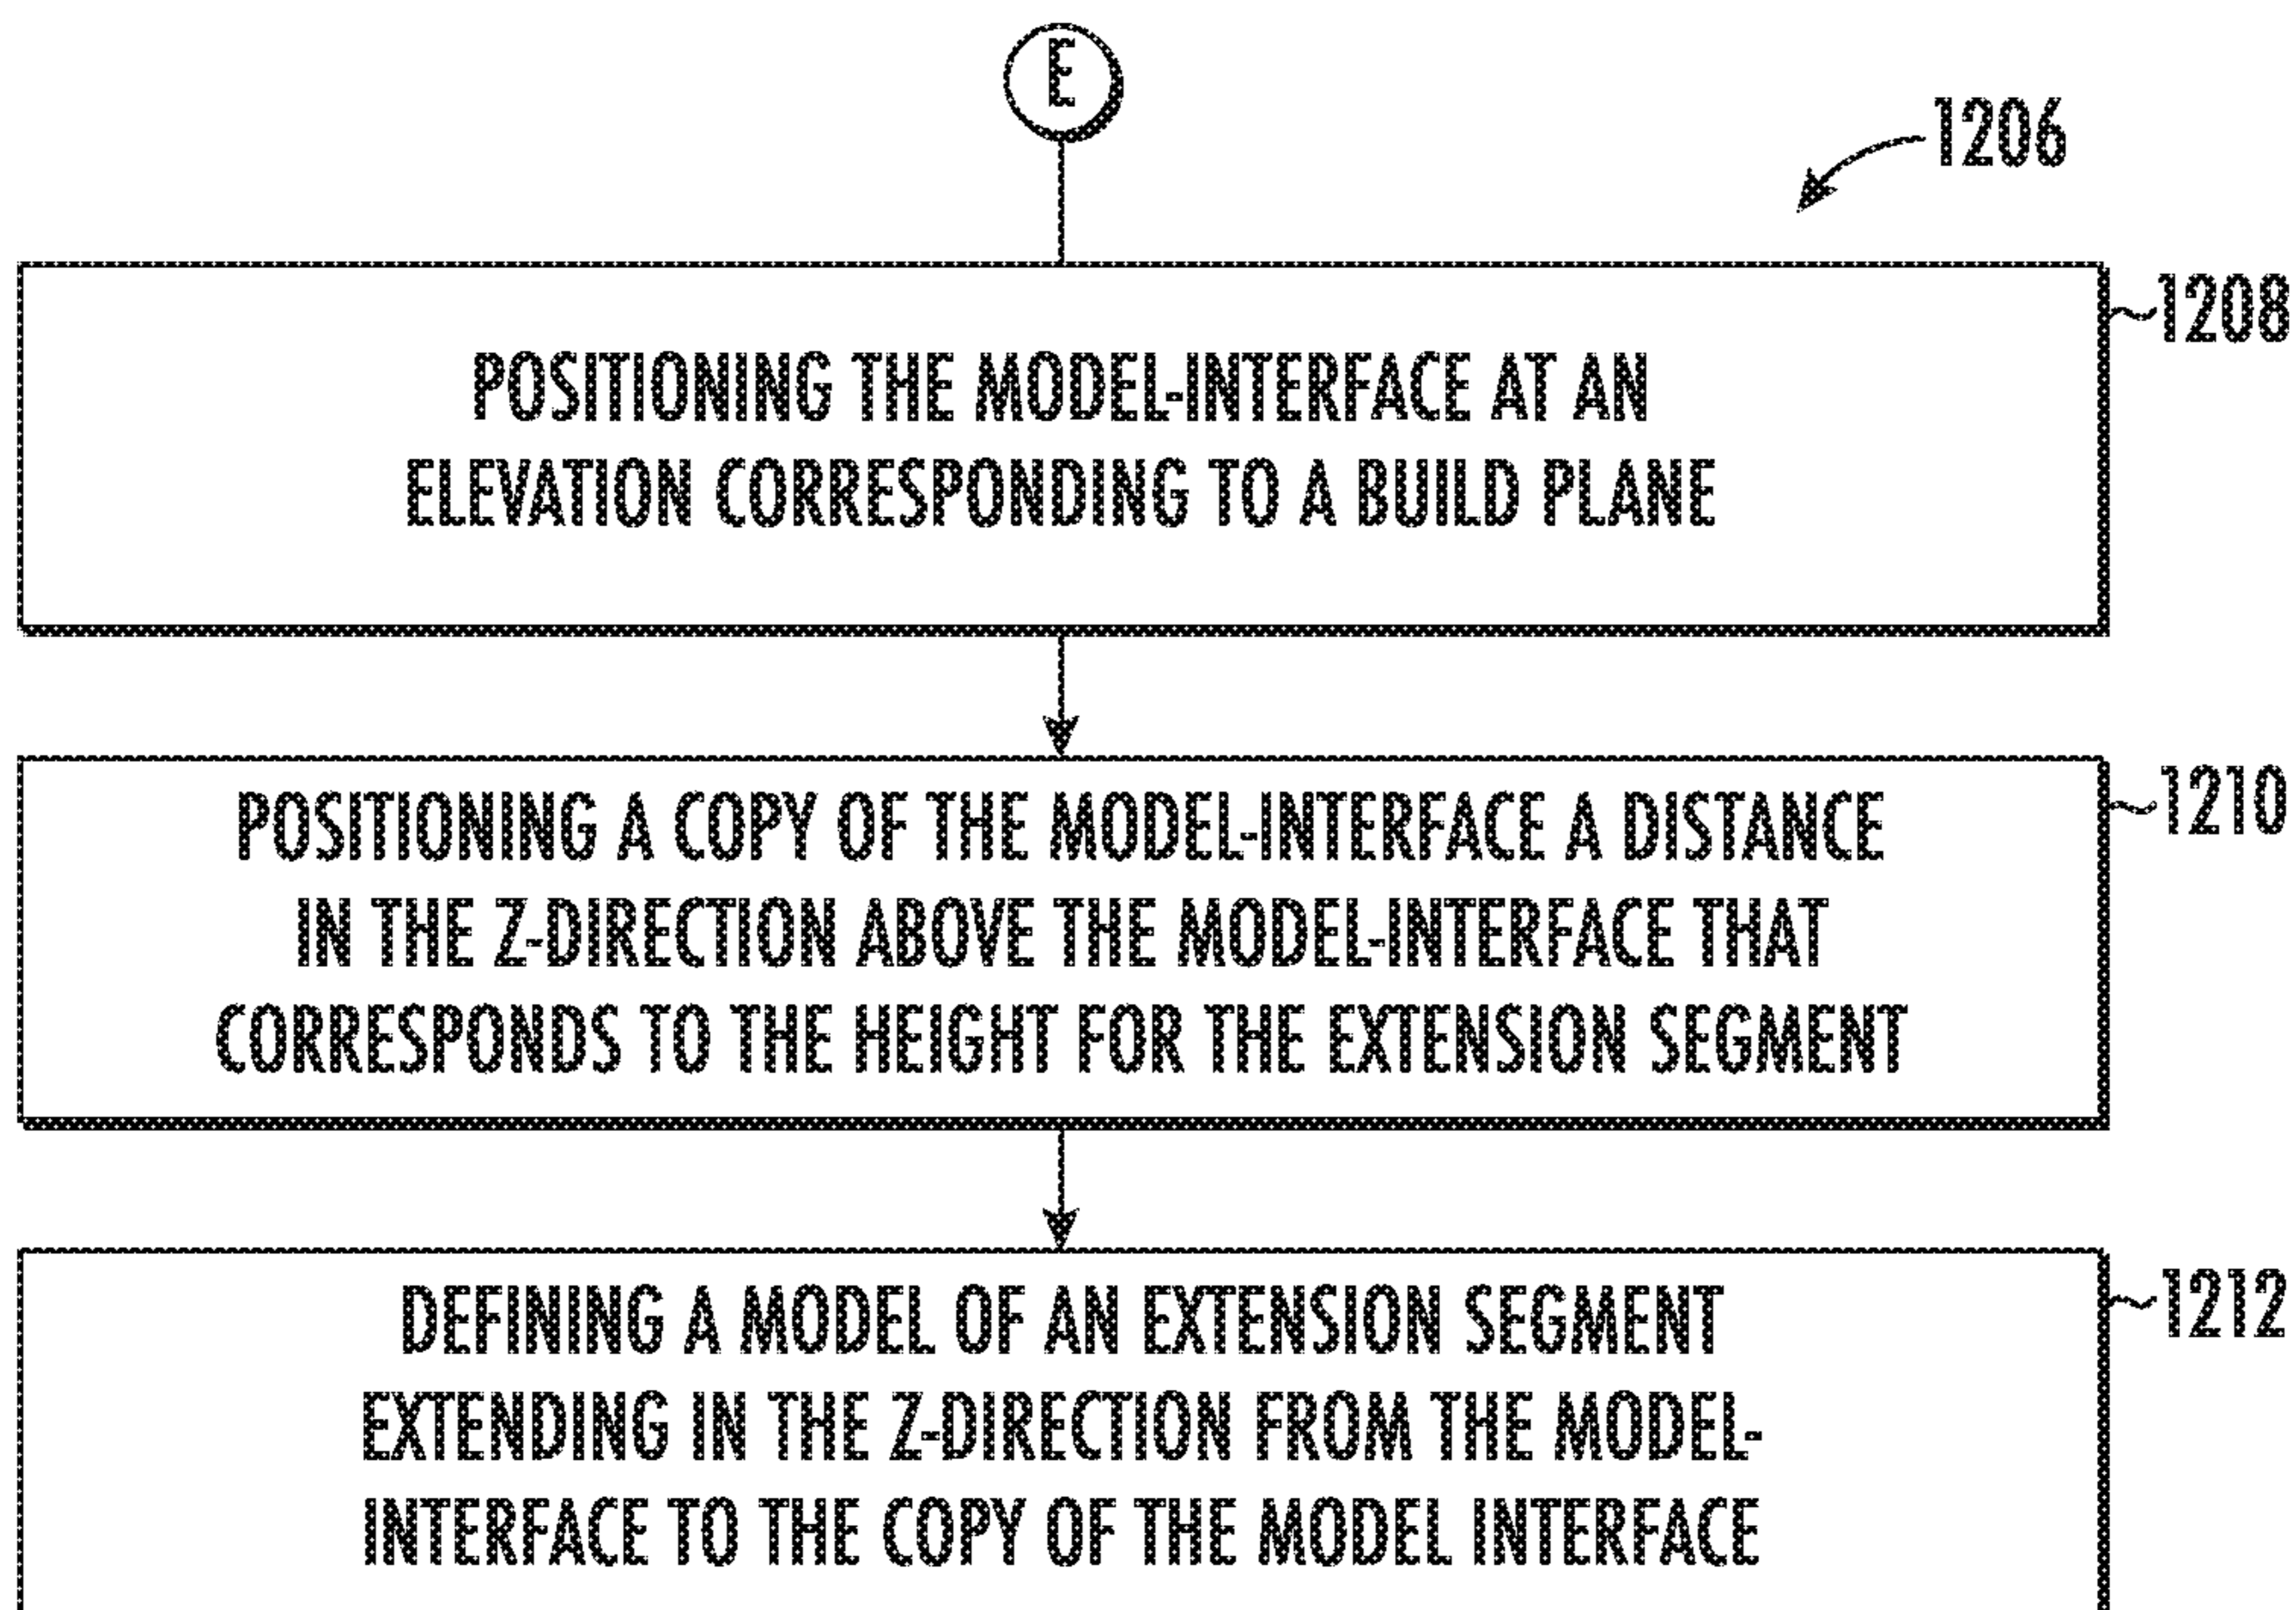 E
1206
1208
POSITIONING THE MODEL-INTERFACE AT AN
ELEVATION CORRESPONDING TO A BUILD PLANE
1210
POSITIONING A COPY OF THE MODEL-INTERFACE A DISTANCE
IN THE Z-DIRECTION ABOVE THE MODEL-INTERFACE THAT
CORRESPONDS TO THE HEIGHT FOR THE EXTENSION SEGMENT
1212
DEFINING A MODEL OF AN EXTENSION SEGMENT
EXTENDING IN THE Z-DIRECTION FROM THE MODEL-
INTERFACE TO THE COPY OF THE MODEL INTERFACE